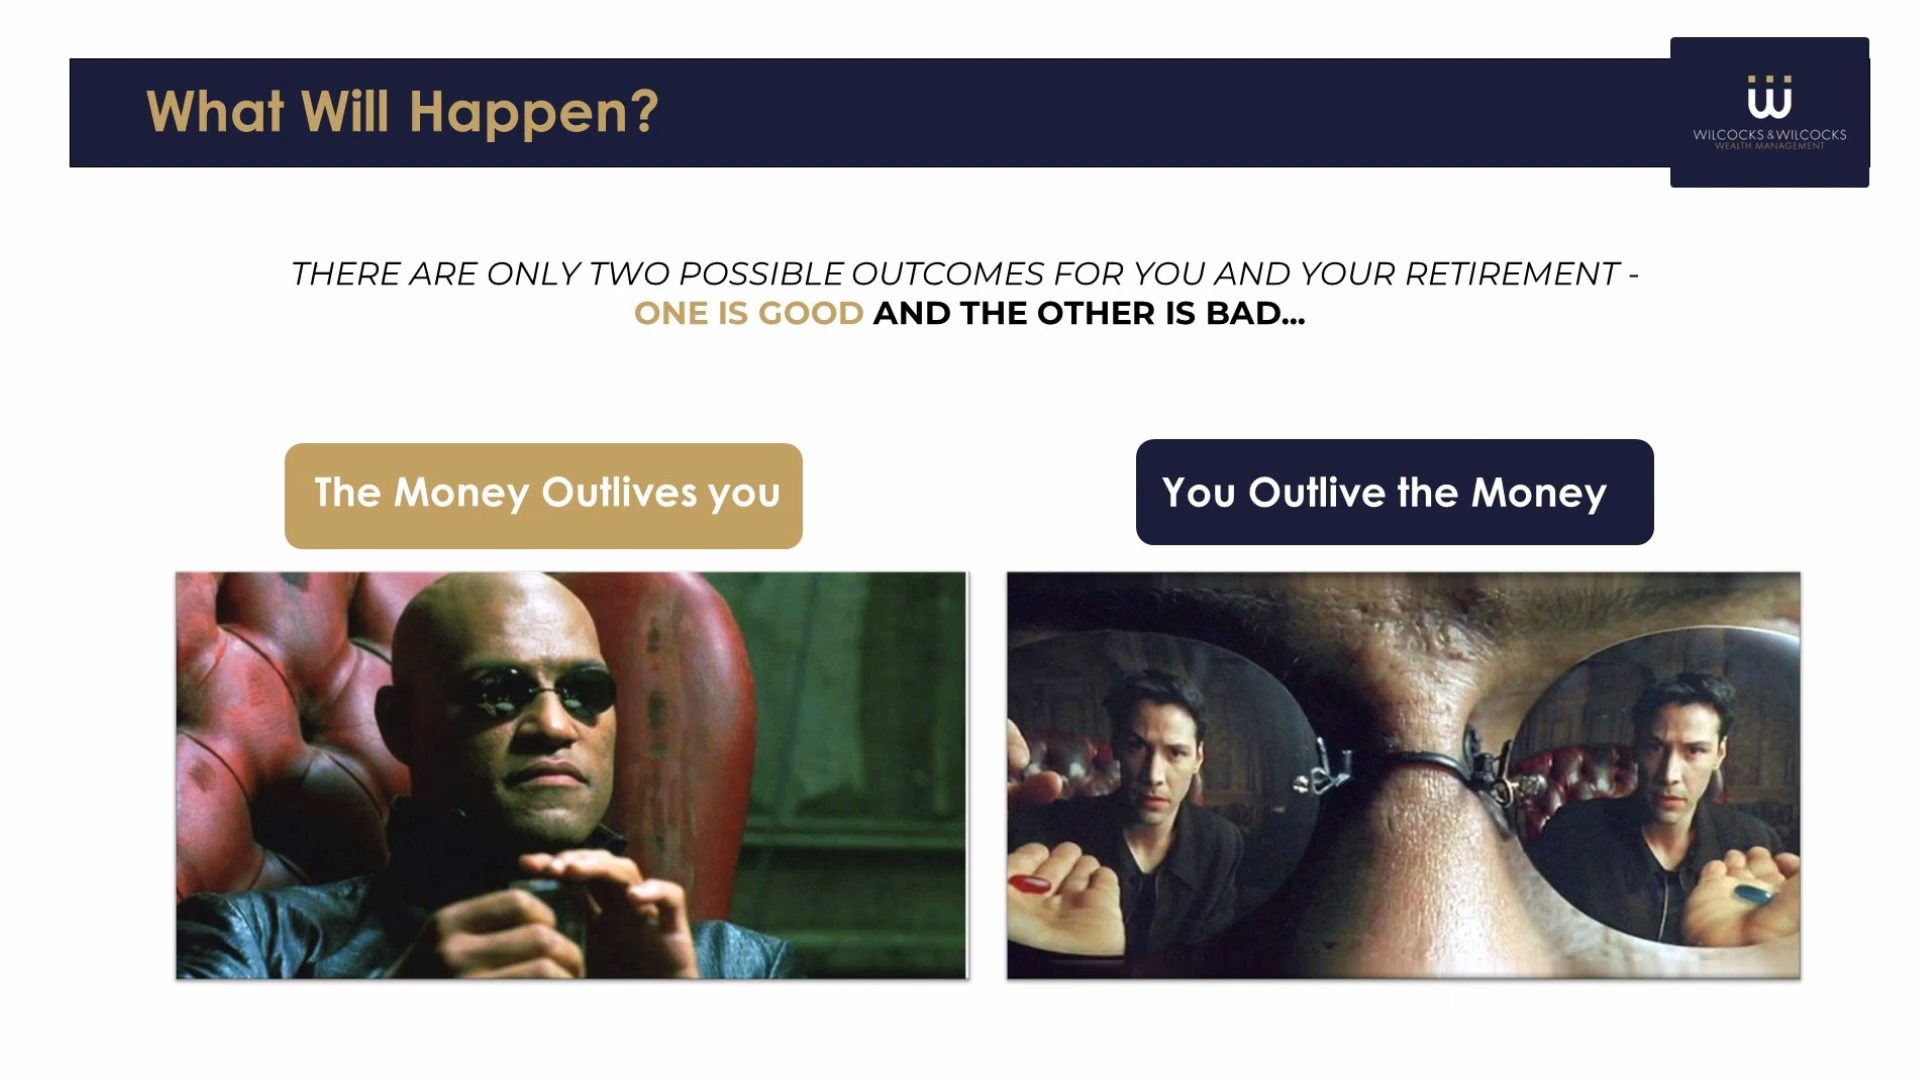 What Will Happen?
WILCOCKS & WILCOCKS
WEALTH MANAGEMENT
THERE ARE ONLY TWO POSSIBLE OUTCOMES FOR YOU AND YOUR RETIREMENT -
ONE IS GOOD AND THE OTHER IS BAD...
The Money Outlives you
You Outlive the Money